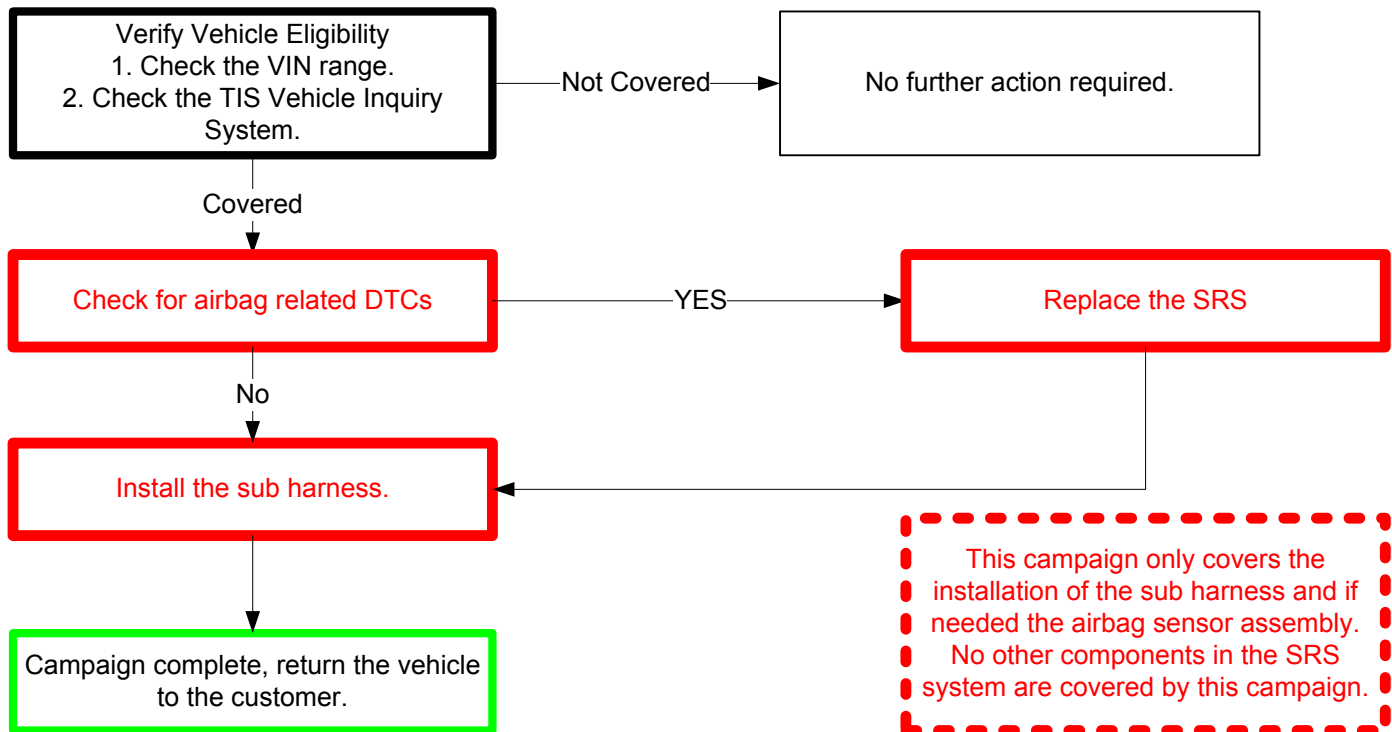 Verify Vehicle Eligibility
1. Check the VIN range.
2. Check the TIS Vehicle Inquiry
System.
Not Covered
No further action required.
Covered
Check for airbag related DTCs
YES
Replace the SRS
No
Install the sub harness.
This campaign only covers the
installation of the sub harness and if
needed the airbag sensor assembly.
No other components in the SRS
system are covered by this campaign.
Campaign complete, return the vehicle
to the customer.